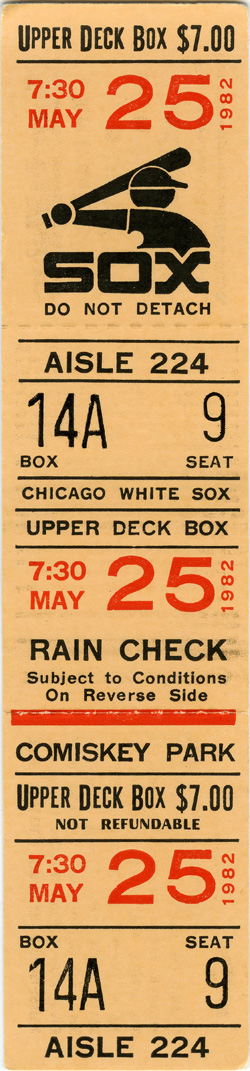 UPPER DECK BOX $7.00
7:30 MAY 25 1982
SOX
DO NOT DETACH
AISLE 224
14A 9
BOX SEAT
CHICAGO WHITE SOX
UPPER DECK BOX
7:30 MAY 25 1982
RAIN CHECK
Subject to Conditions
On Reverse Side
COMISKEY PARK
UPPER DECK BOX $7.00
NOT REFUNDABLE
7:30 MAY 25 1982
BOX SEAT
14A 9
AISLE 224